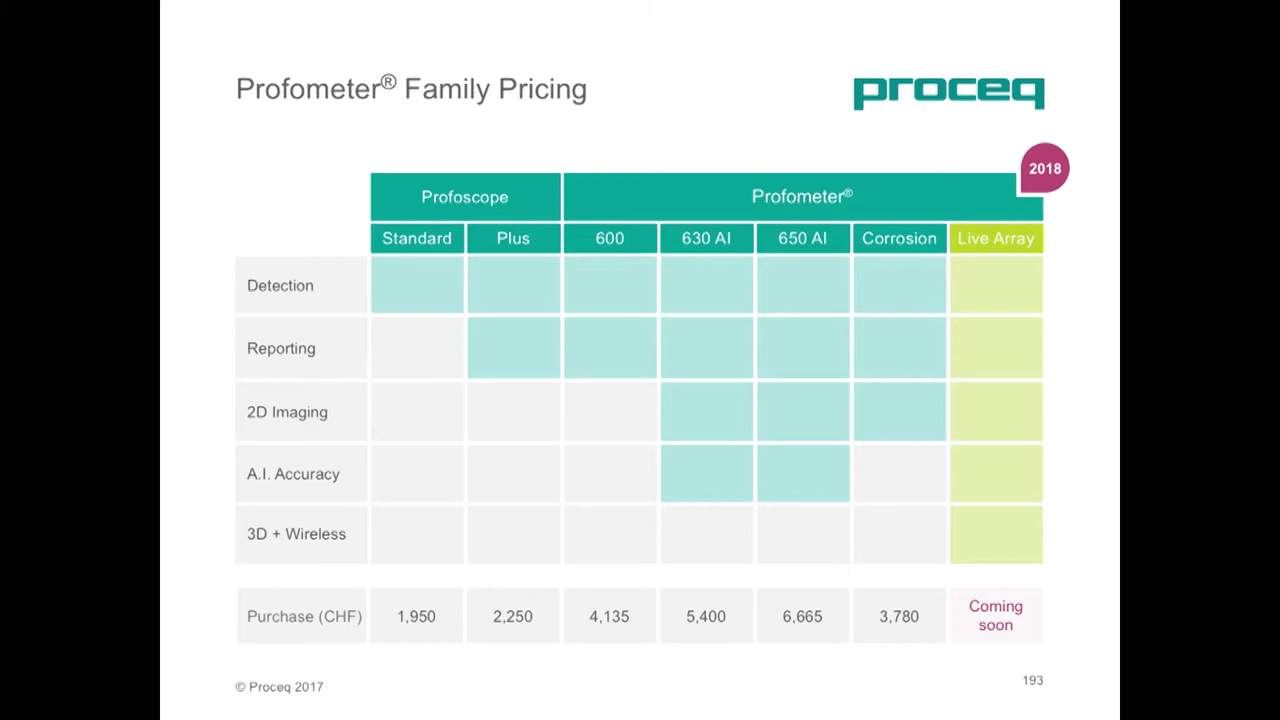 Profometer® Family Pricing
proceq
2018
Profoscope Profometer®
Standard Plus 600 630 AI 650 AI Corrosion Live Array
Detection
Reporting
2D Imaging
A.I. Accuracy
3D + Wireless
Purchase (CHF) 1,950 2,250 4,135 5,400 6,665 3,780 Coming
soon
© Proceq 2017
193